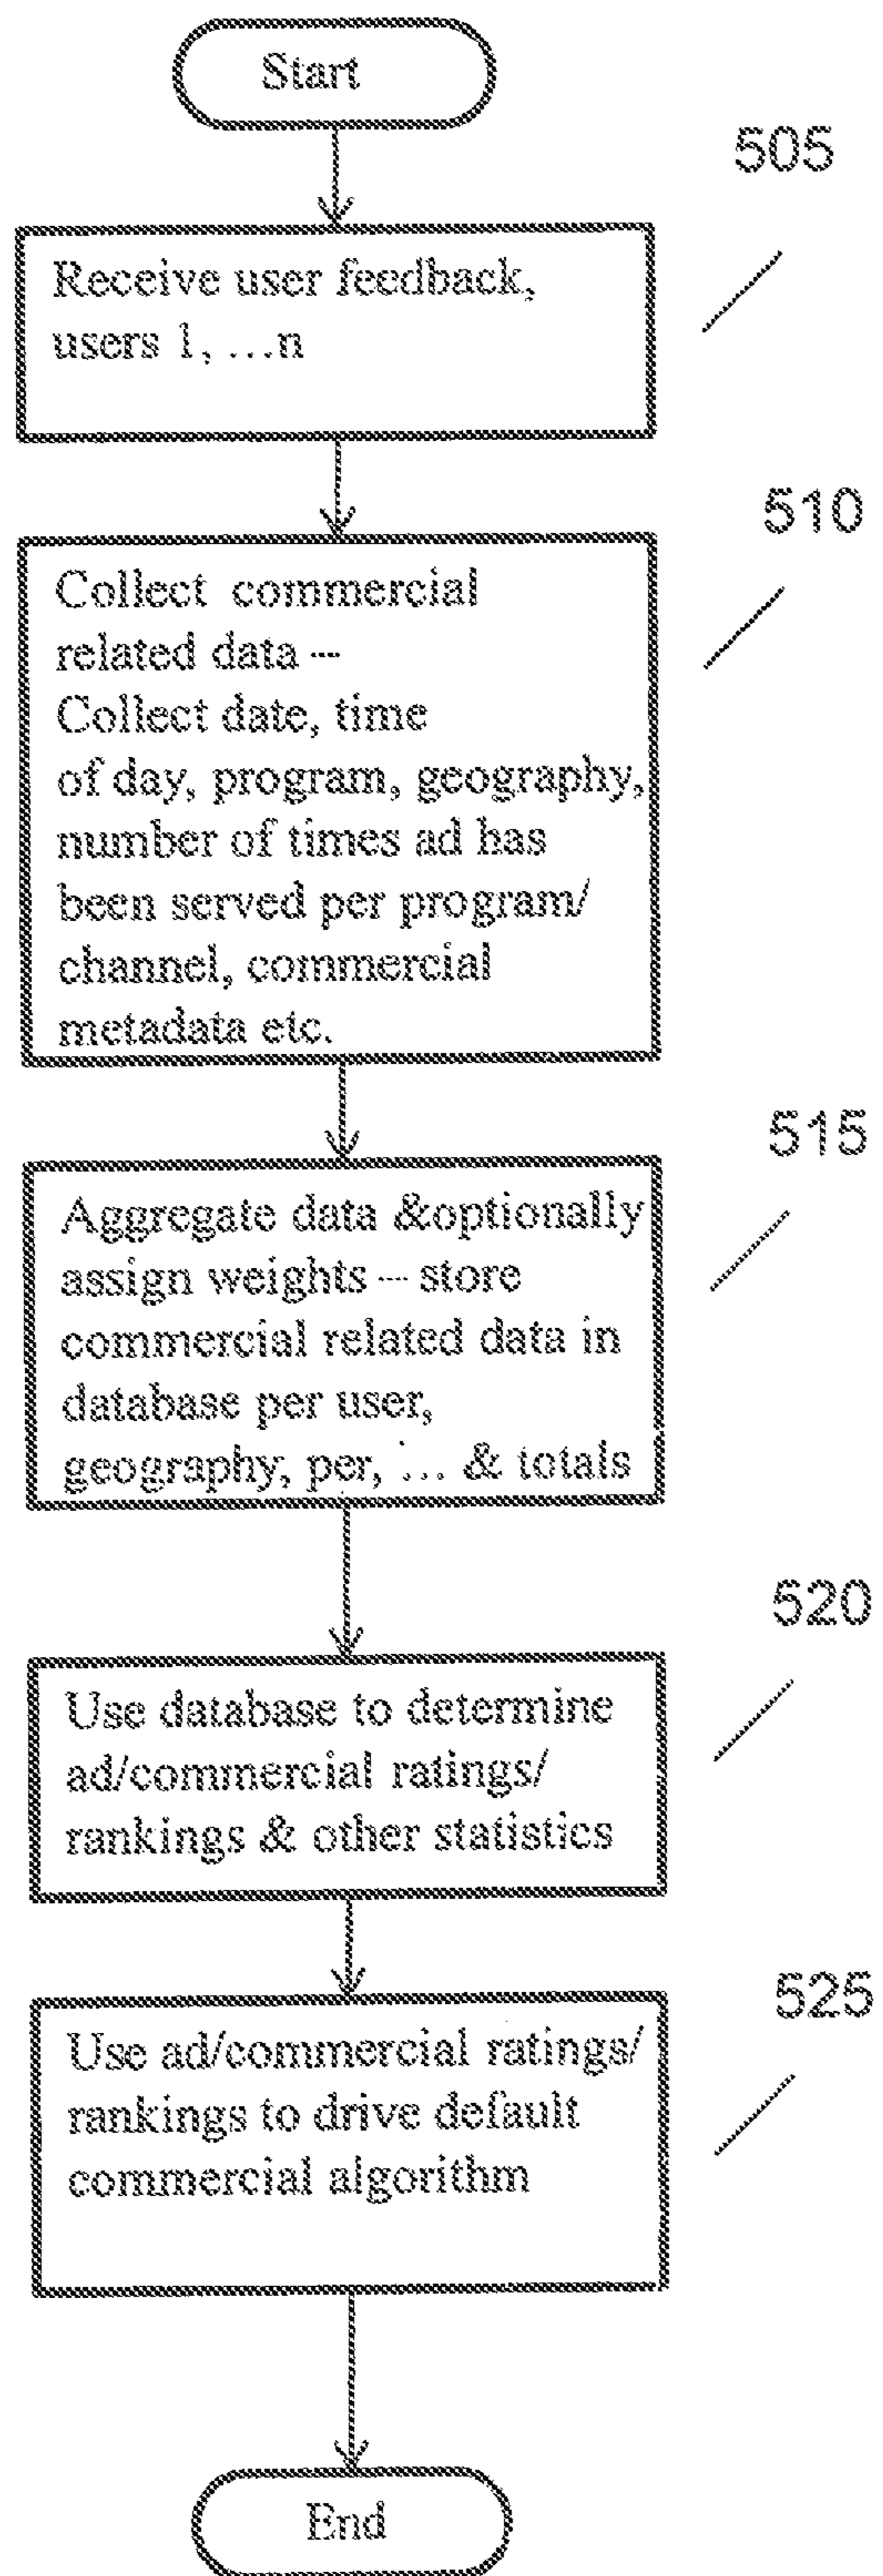 Start
505
Receive user feedback,
users 1, ...n
510
Collect commercial
related data --
Collect date, time
of day, program, geography,
number of times ad has
been served per program/
channel, commercial
metadata etc.
515
Aggregate data &optionally
assign weights -- store
commercial related data in
database per user,
geography, per, ... & totals
520
Use database to determine
ad/commercial ratings/
rankings & other statistics
525
Use ad/commercial ratings/
rankings to drive default
commercial algorithm
End